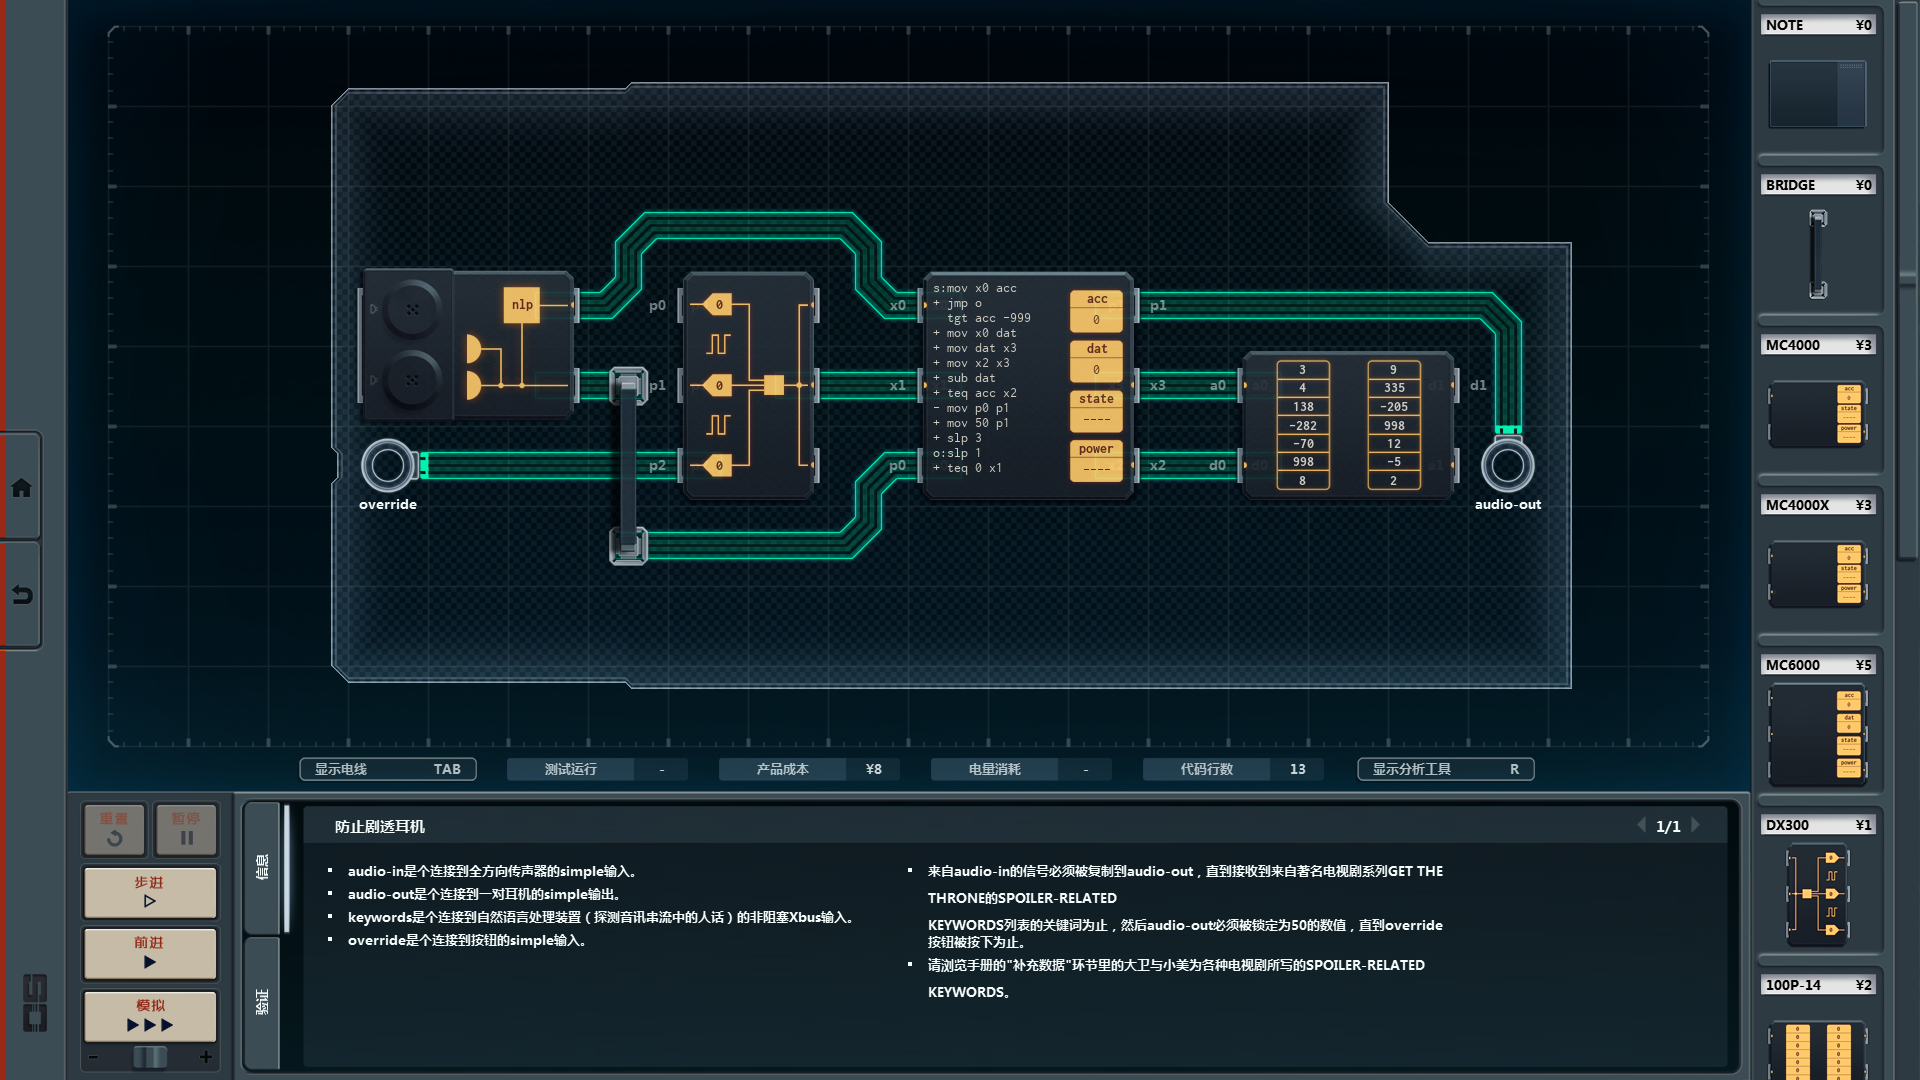 NOTE ¥0
BRIDGE ¥0
MC4000 ¥3
acc
0
state
----
power
----
MC4000X ¥3
acc
0
state
----
power
----
MC6000 ¥5
acc
0
dat
0
state
----
power
----
DX300 ¥1
0
0
0
100P-14 ¥2
nlp
override
p0
p1
p2
0
0
0
x0
x1
p0
s:mov x0 acc
+ jmp o
tgt acc -999
+ mov x0 dat
+ mov dat x3
+ mov x2 x3
+ sub dat
+ teq acc x2
- mov p0 p1
+ mov 50 p1
+ slp 3
o:slp 1
+ teq 0 x1
acc
0
dat
0
state
----
power
----
p1
x3
x2
a0
d0
3 9
4 335
138 -205
-282 998
-70 12
998 -5
8 2
d1
audio-out
显示电线 TAB
测试运行 -
产品成本 ¥8
电量消耗 -
代码行数 13
显示分析工具 R
重置
暂停
步进
前进
模拟
- +
信息
验证
防止剧透耳机
1/1
▪ audio-in是个连接到全方向传声器的simple输入。
▪ audio-out是个连接到一对耳机的simple输出。
▪ keywords是个连接到自然语言处理装置（探测音讯串流中的人话）的非阻塞Xbus输入。
▪ override是个连接到按钮的simple输入。
▪ 来自audio-in的信号必须被复制到audio-out，直到接收到来自著名电视剧系列GET THE
THRONE的SPOILER-RELATED
KEYWORDS列表的关键词为止，然后audio-out必须被锁定为50的数值，直到override
按钮被按下为止。
▪ 请浏览手册的"补充数据"环节里的大卫与小美为各种电视剧所写的SPOILER-RELATED
KEYWORDS。